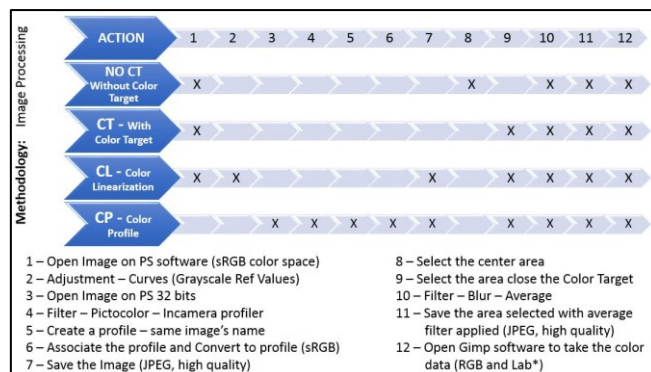 Methodology: Image Processing
ACTION 1 2 3 4 5 6 7 8 9 10 11 12
NO CT
Without Color
Target
X X X X X
CT - With
Color Target
X X X X X
CL - Color
Linearization
X X X X X X X
CP - Color
Profile
X X X X X X X X X
1 – Open Image on PS software (sRGB color space)
2 – Adjustment – Curves (Grayscale Ref Values)
3 – Open Image on PS 32 bits
4 – Filter – Pictocolor – Incamera profiler
5 – Create a profile – same image's name
6 – Associate the profile and Convert to profile (sRGB)
7 – Save the Image (JPEG, high quality)
8 – Select the center area
9 – Select the area close the Color Target
10 – Filter – Blur – Average
11 – Save the area selected with average
filter applied (JPEG, high quality)
12 – Open Gimp software to take the color
data (RGB and Lab*)